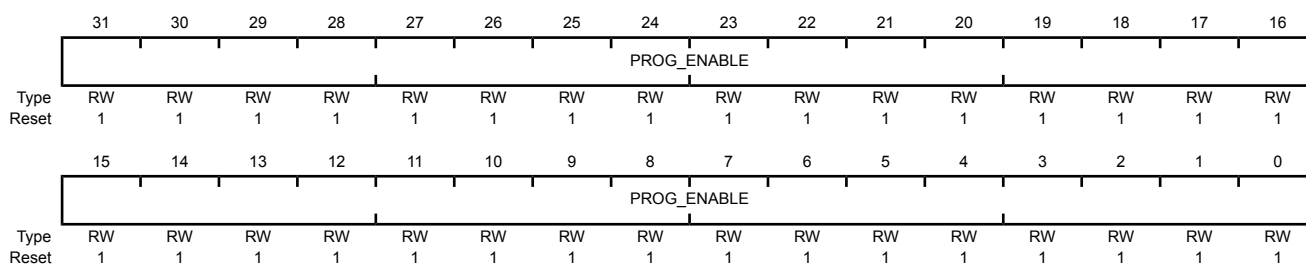 31 30 29 28 27 26 25 24 23 22 21 20 19 18 17 16
PROG_ENABLE
Type RW RW RW RW RW RW RW RW RW RW RW RW RW RW RW RW
Reset 1 1 1 1 1 1 1 1 1 1 1 1 1 1 1 1
15 14 13 12 11 10 9 8 7 6 5 4 3 2 1 0
PROG_ENABLE
Type RW RW RW RW RW RW RW RW RW RW RW RW RW RW RW RW
Reset 1 1 1 1 1 1 1 1 1 1 1 1 1 1 1 1